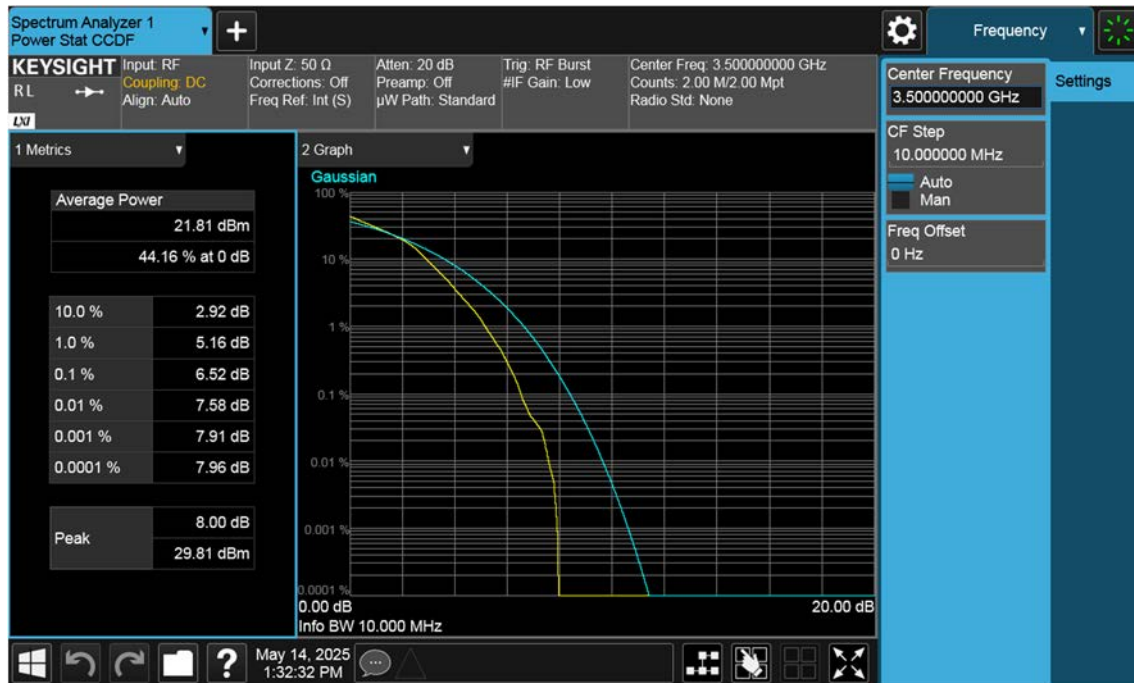 Spectrum Analyzer 1
Power Stat CCDF
+
Frequency
KEYSIGHT
RL
LXI
Input: RF
Coupling: DC
Align: Auto
Input Z: 50 Ω
Corrections: Off
Freq Ref: Int (S)
Atten: 20 dB
Preamp: Off
µW Path: Standard
Trig: RF Burst
#IF Gain: Low
Center Freq: 3.500000000 GHz
Counts: 2.00 M/2.00 Mpt
Radio Std: None
Center Frequency
3.500000000 GHz
Settings
CF Step
10.000000 MHz
Auto
Man
Freq Offset
0 Hz
1 Metrics
Average Power
21.81 dBm
44.16 % at 0 dB
10.0 % 2.92 dB
1.0 % 5.16 dB
0.1 % 6.52 dB
0.01 % 7.58 dB
0.001 % 7.91 dB
0.0001 % 7.96 dB
Peak
8.00 dB
29.81 dBm
2 Graph
Gaussian
100 %
10 %
1 %
0.1 %
0.01 %
0.001 %
0.0001 %
0.00 dB 20.00 dB
Info BW 10.000 MHz
?
May 14, 2025
1:32:32 PM